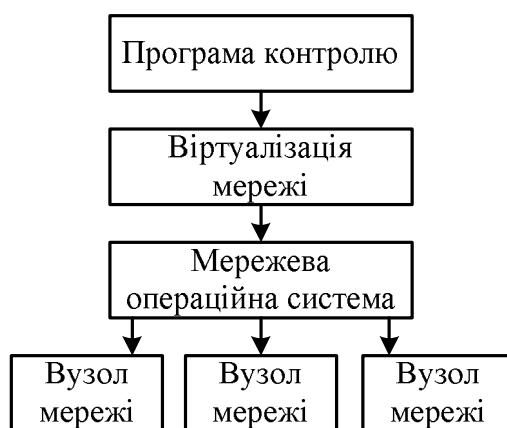 Програма контролю
Віртуалізація
мережі
Мережева
операційна система
Вузол
мережі
Вузол
мережі
Вузол
мережі